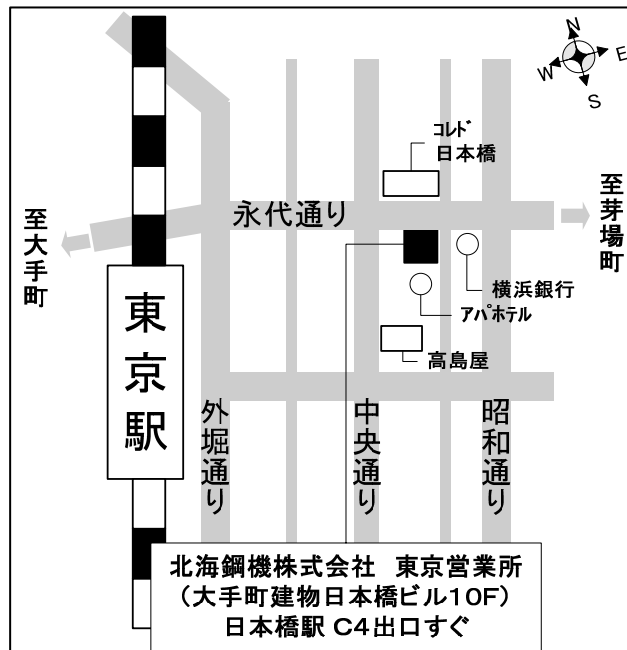 N
E
W
S
コレド
日本橋
至茅場町
至大手町
永代通り
横浜銀行
アパホテル
高島屋
東京駅
外堀通り
中央通り
昭和通り
北海鋼機株式会社 東京営業所
(大手町建物日本橋ビル10F)
日本橋駅 C4出口すぐ